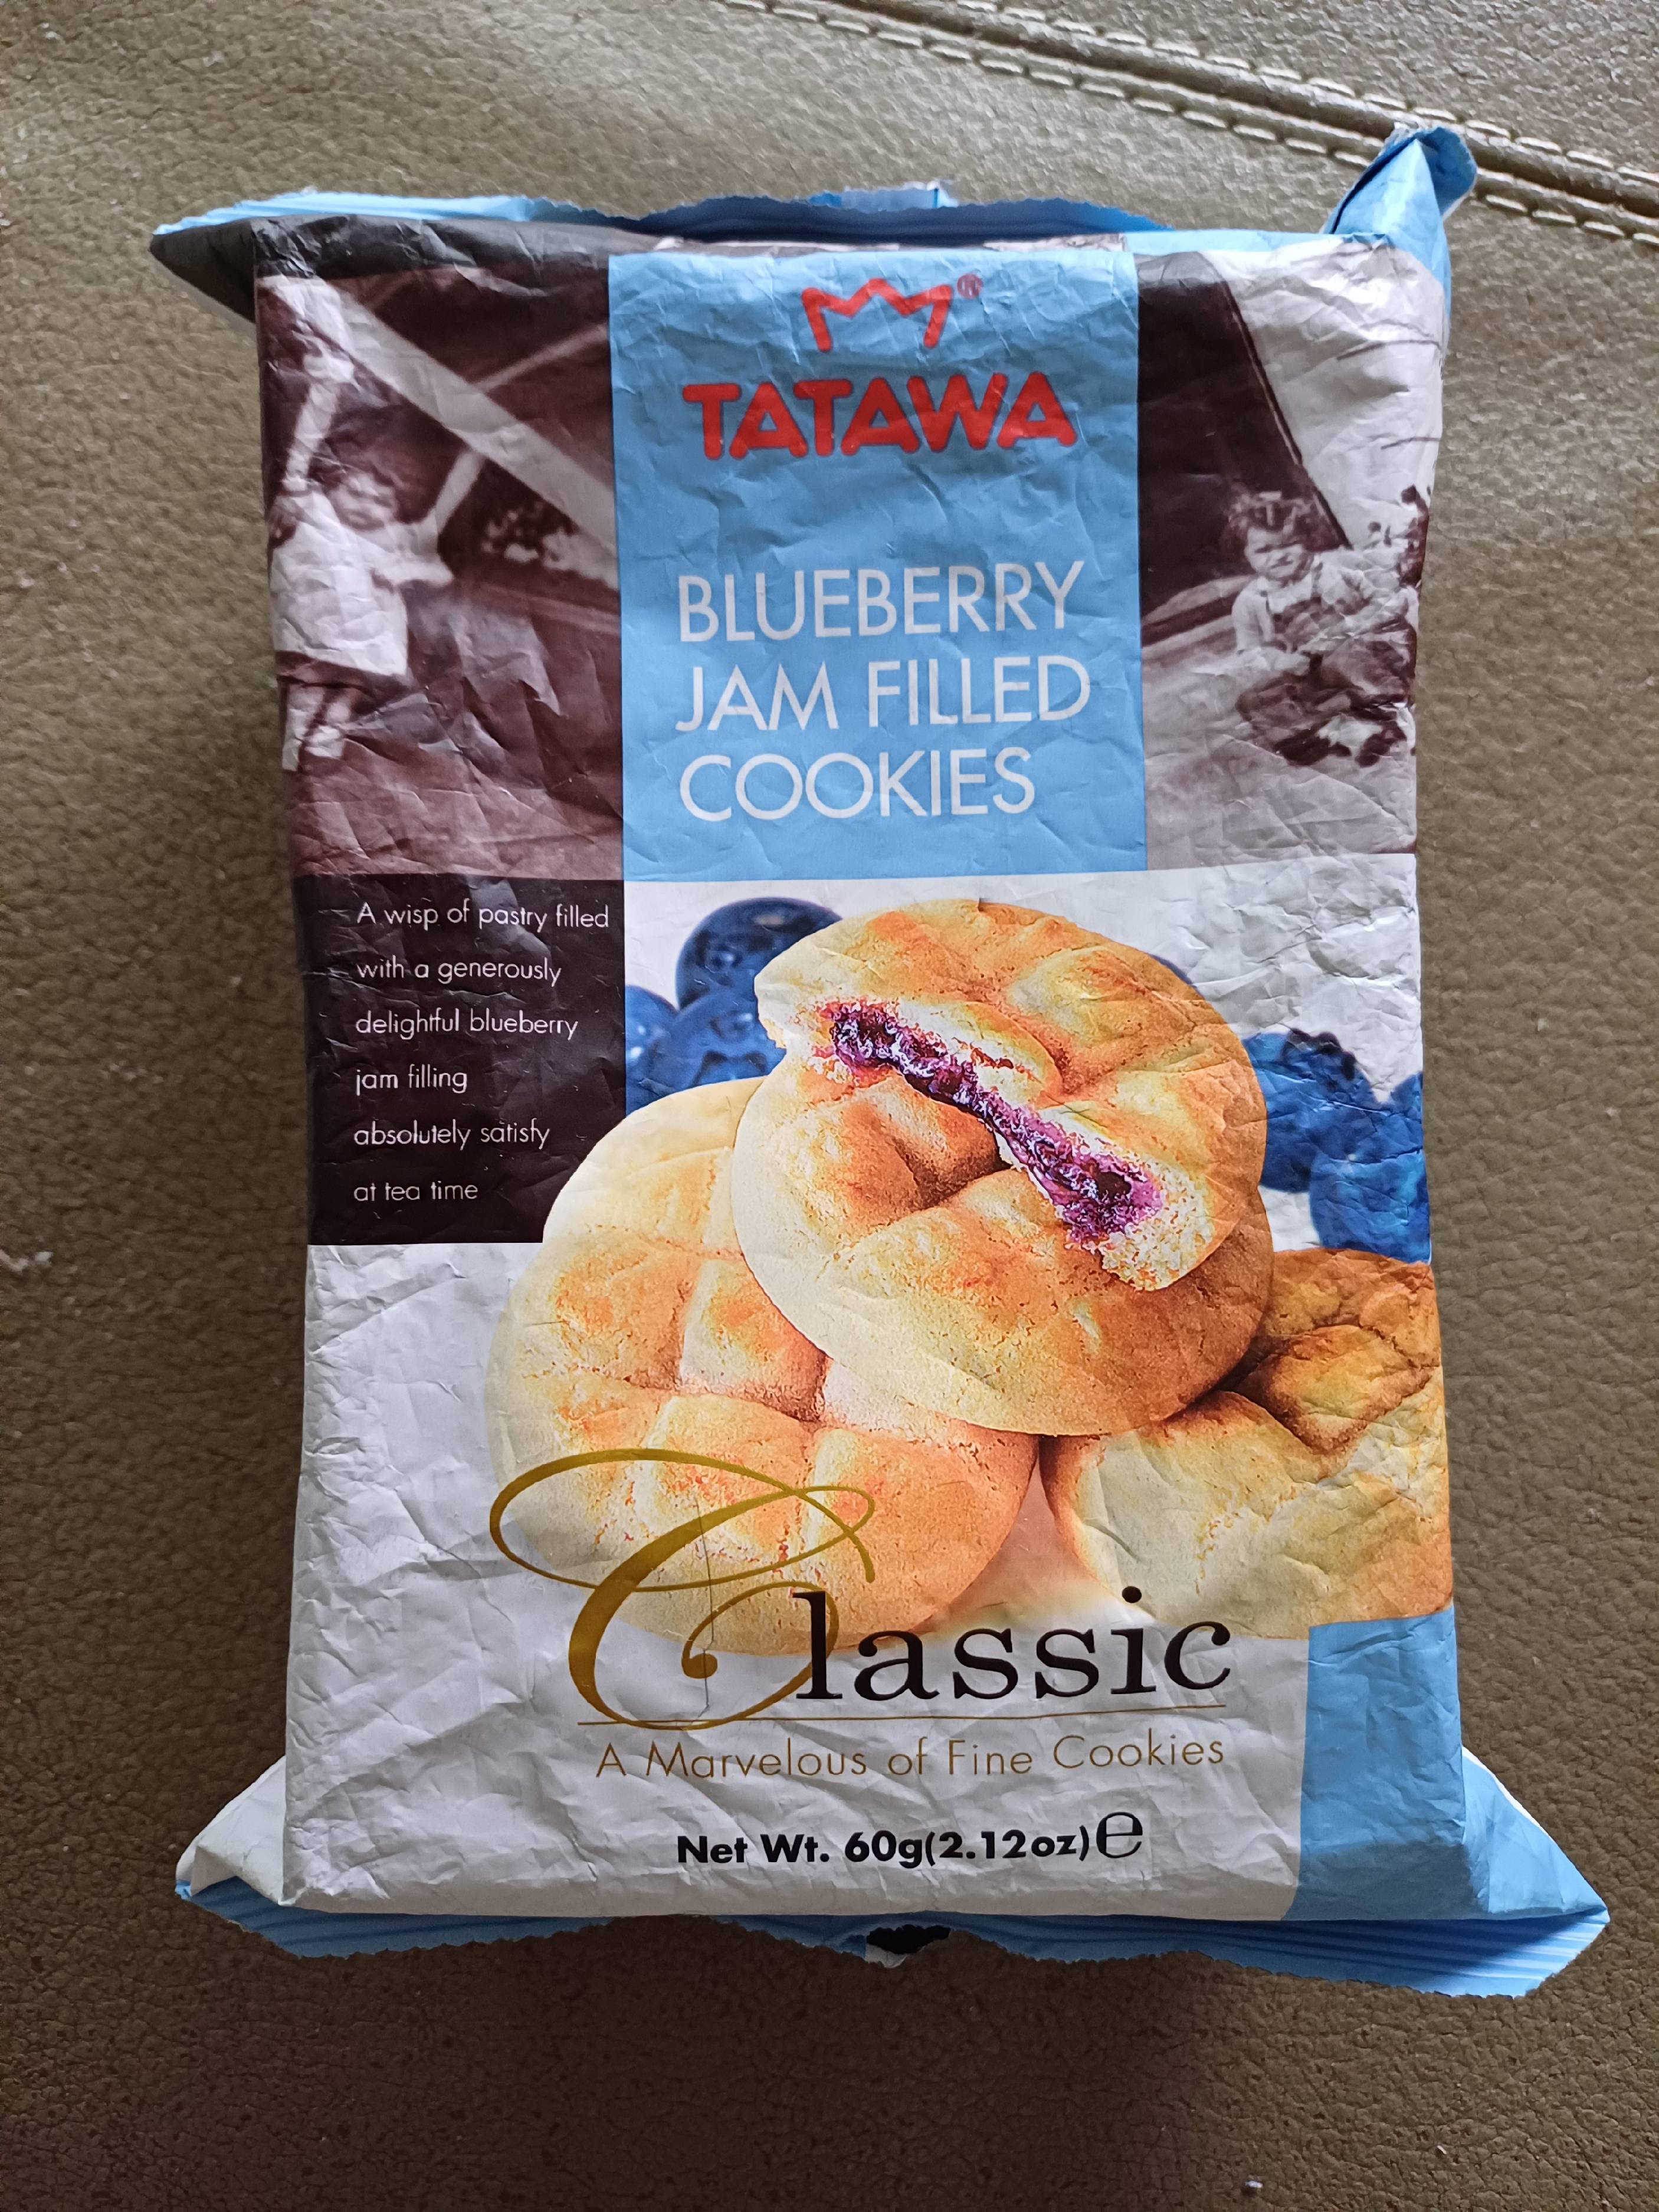 ®
TATAWA
BLUEBERRY
JAM FILLED
COOKIES
A wisp of pastry filled
with a generously
delightful blueberry
jam filling
absolutely satisfy
at tea time
Classic
A Marvelous of Fine Cookies
Net Wt. 60g(2.12oz)℮